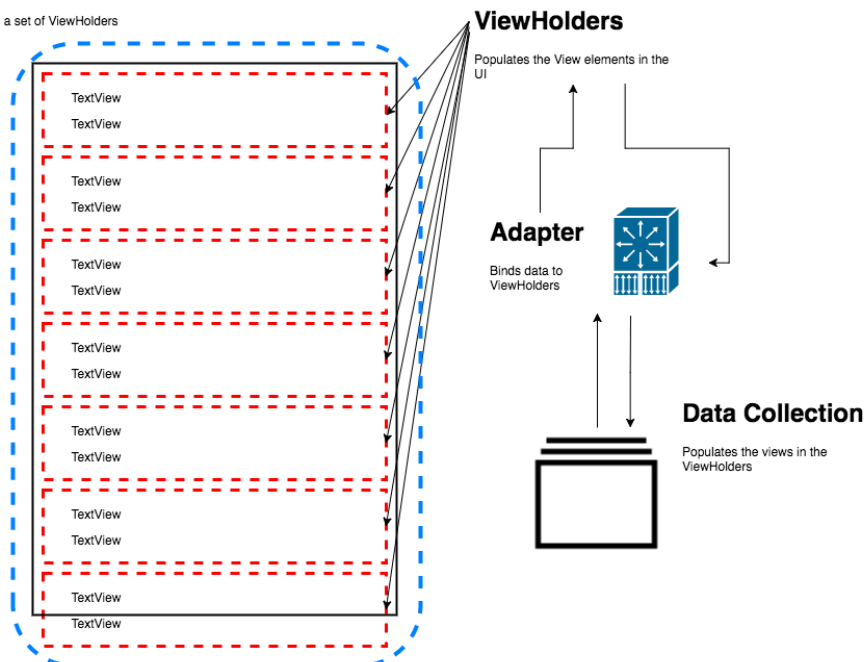 a set of ViewHolders
TextView
TextView
TextView
TextView
TextView
TextView
TextView
TextView
TextView
TextView
TextView
TextView
TextView
TextView
ViewHolders
Populates the View elements in the
UI
Adapter
Binds data to
ViewHolders
Data Collection
Populates the views in the
ViewHolders